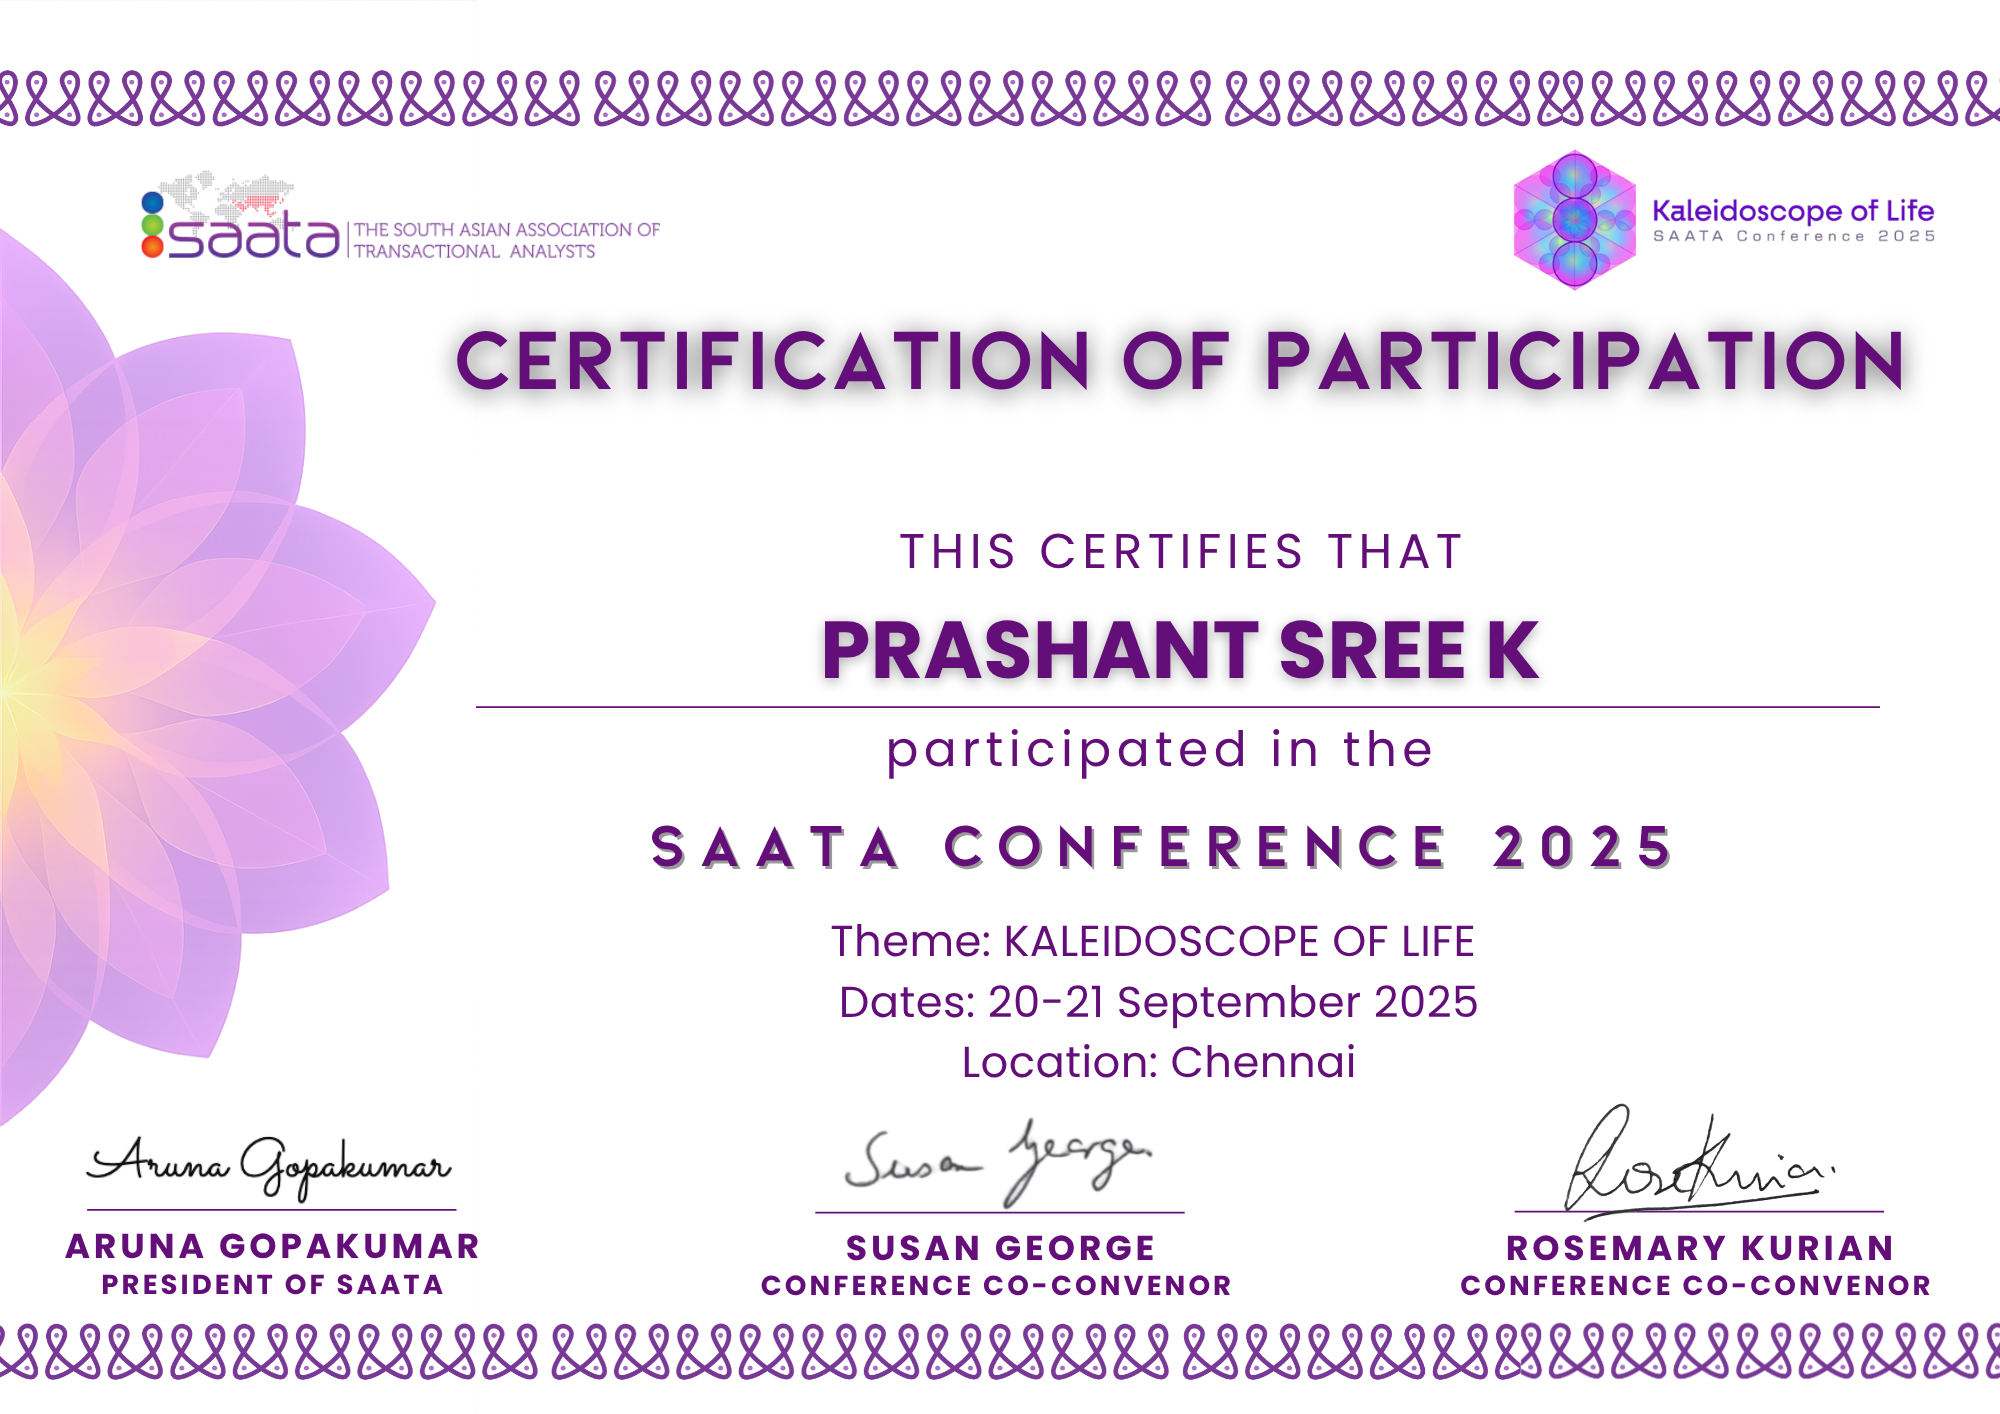 saata
THE SOUTH ASIAN ASSOCIATION OF
TRANSACTIONAL ANALYSTS
Kaleidoscope of Life
SAATA Conference 2025
CERTIFICATION OF PARTICIPATION
THIS CERTIFIES THAT
PRASHANT SREE K
participated in the
SAATA CONFERENCE 2025
Theme: KALEIDOSCOPE OF LIFE
Dates: 20-21 September 2025
Location: Chennai
Aruna Gopakumar
Susan George
RoseKurian
ARUNA GOPAKUMAR
PRESIDENT OF SAATA
SUSAN GEORGE
CONFERENCE CO-CONVENOR
ROSEMARY KURIAN
CONFERENCE CO-CONVENOR